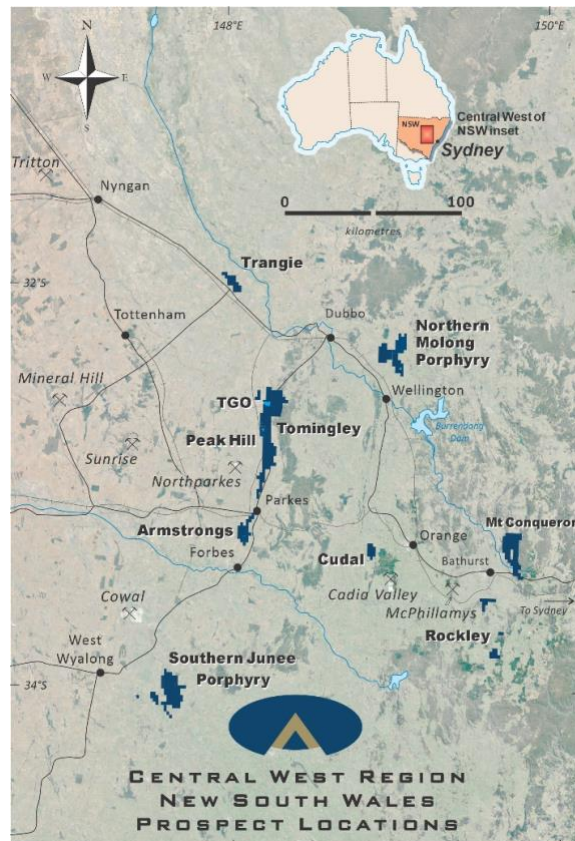 148°E
150°E
N
W
E
S
NSW
Central West of
NSW inset
Sydney
0
100
kilometres
Tritton
Nyngan
Trangie
32°S
Tottenham
Dubbo
Northern
Molong
Porphyry
Mineral Hill
Wellington
TGO
Tomingley
Peak Hill
Burrendong
Dam
Sunrise
Northparkes
Parkes
Armstrongs
Orange
Mt Conqueror
Forbes
Cudal
Bathurst
Cowal
Cadia Valley
McPhillamys
To Sydney
Rockley
West
Wyalong
Southern Junee
Porphyry
34°S
CENTRAL WEST REGION
NEW SOUTH WALES
PROSPECT LOCATIONS